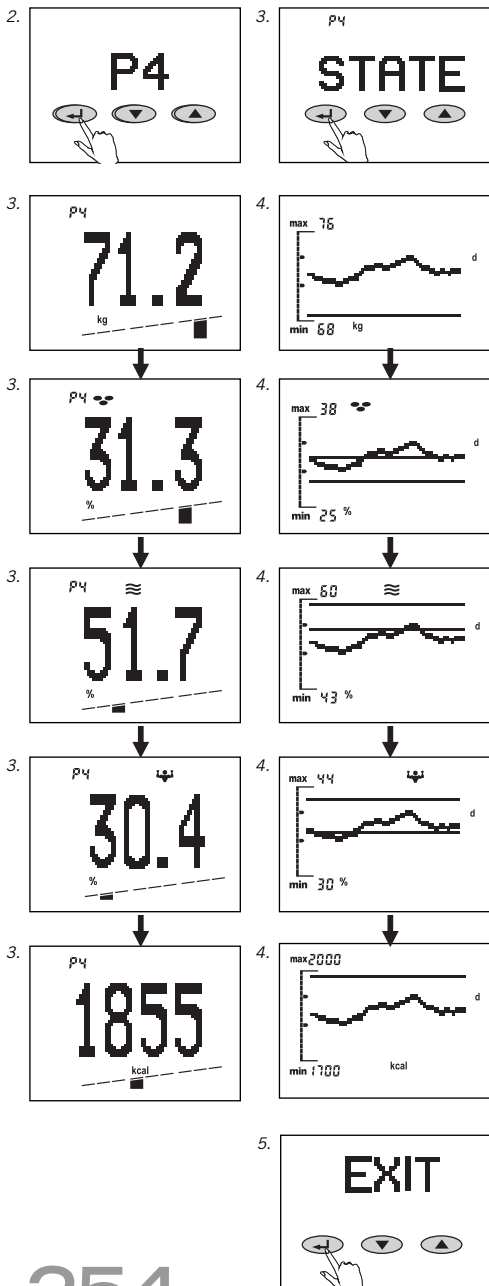 2.
P4
3.
P4
STATE
3.
P4
71.2
kg
4.
max 76
d
min 68 kg
3.
P4
31.3
%
4.
max 38
d
min 25 %
3.
P4
51.7
%
4.
max 60
d
min 43 %
3.
P4
30.4
%
4.
max 44
d
min 30 %
3.
P4
1855
kcal
4.
max 2000
d
min 1700 kcal
5.
EXIT
254